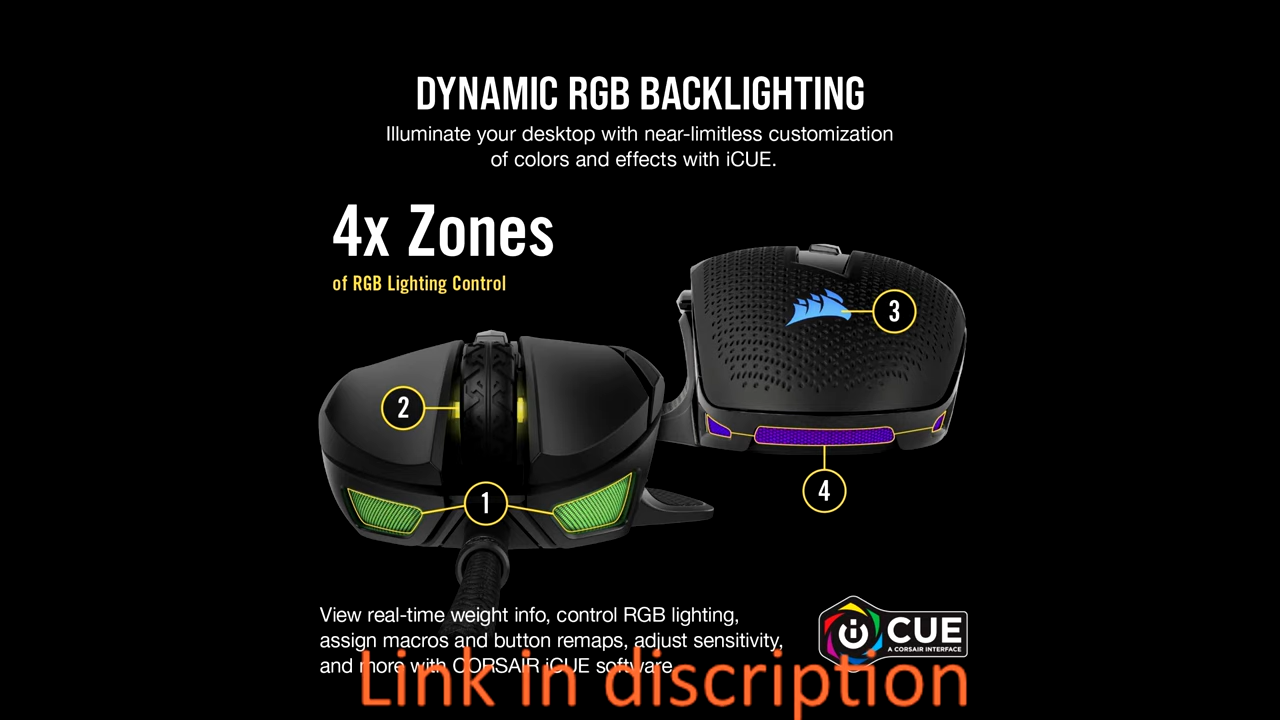 DYNAMIC RGB BACKLIGHTING
Illuminate your desktop with near-limitless customization
of colors and effects with iCUE.
4x Zones
of RGB Lighting Control
3
2
1
4
View real-time weight info, control RGB lighting,
assign macros and button remaps, adjust sensitivity,
and more with CORSAIR iCUE software.
i CUE
A CORSAIR INTERFACE
Link in discription